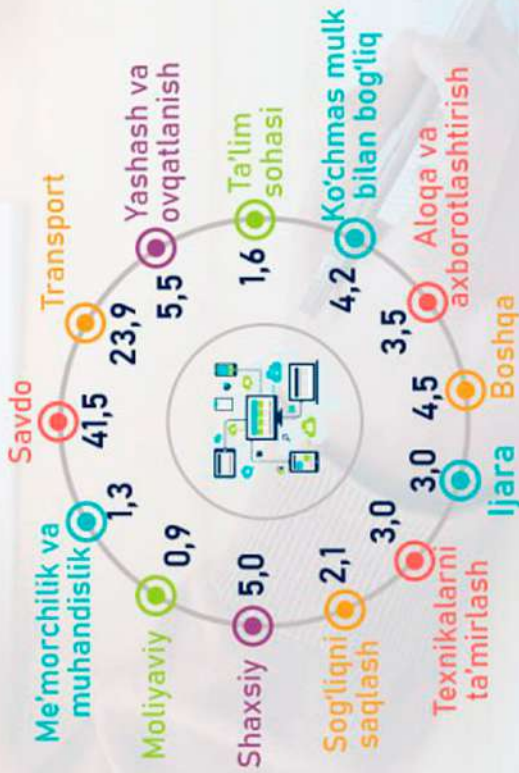 Savdo
41,5
Transport
23,9
Yashash va
ovqatlanish
5,5
Ta'lim
sohasi
1,6
Ko'chmas mulk
bilan bog'liq
4,2
Aloqa va
axborotlashtirish
3,5
Boshqa
4,5
Ijara
3,0
Texnikalarni
ta'mirlash
3,0
Sog'liqni
saqlash
2,1
Shaxsiy
5,0
Moliyaviy
0,9
Me'morchilik va
muhandislik
1,3